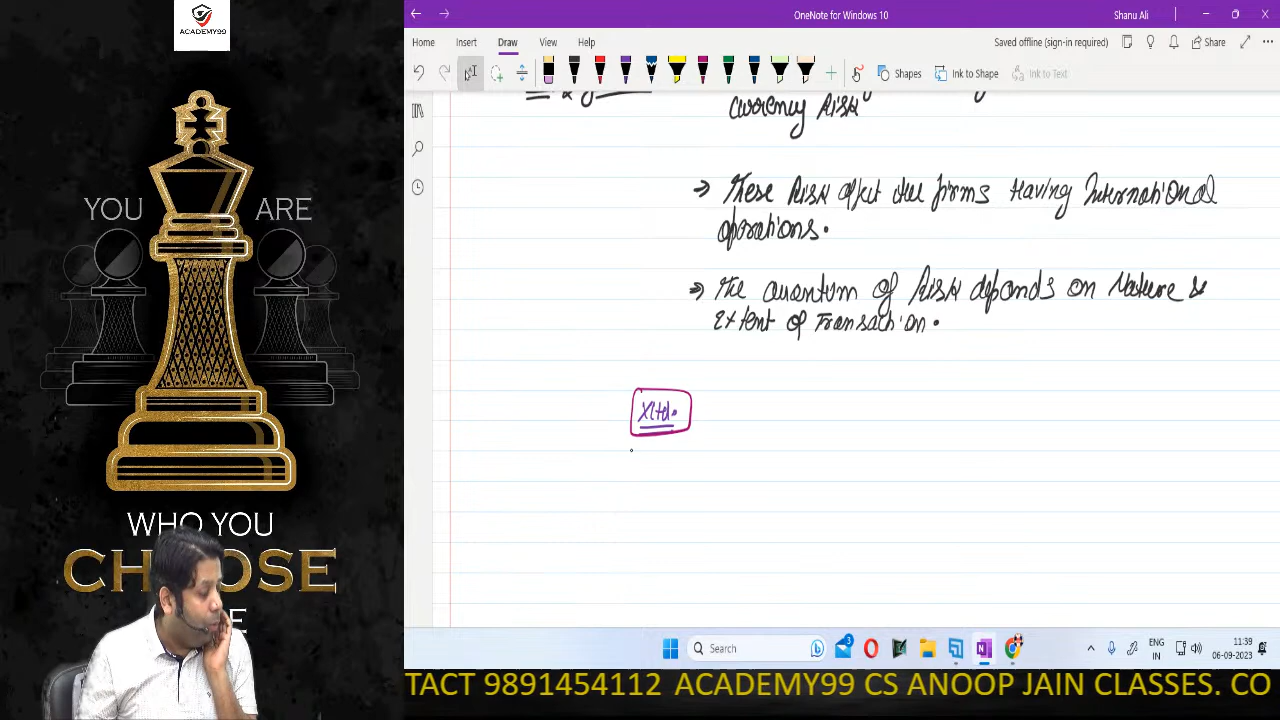 ACADEMY99
YOU ARE
WHO YOU
CHOOSE
OneNote for Windows 10
Shanu Ali
Home Insert Draw View Help
Saved offline (sign-in required)
Share
Shapes
Ink to Shape
Ink to Text
Currency Risk
→ These Risk affect the firms Having International
operations.
→ The quantum of Risk depends on Nature &
Extent of Transaction.
X Ltd.
Search
3
ENG
IN
11:39
06-09-2023
TACT 9891454112 ACADEMY99 CS ANOOP JAIN CLASSES. CO